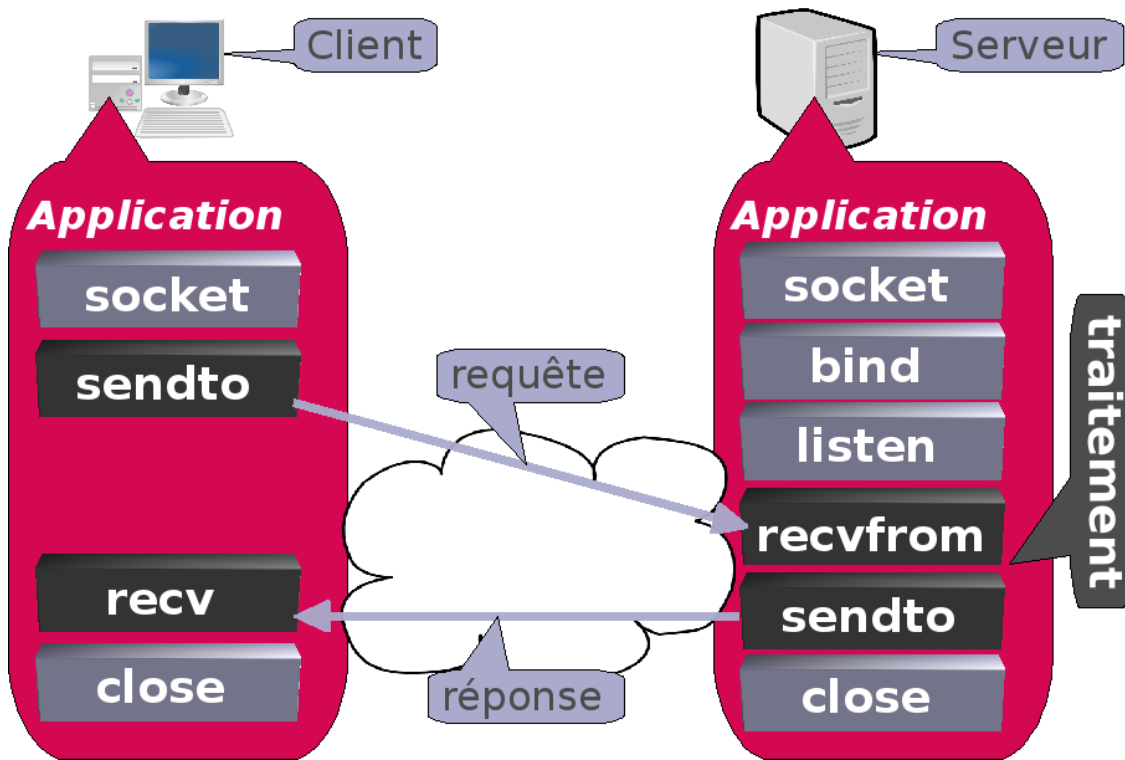 Client
Serveur
Application
socket
sendto
recv
close
requête
réponse
Application
socket
bind
listen
recvfrom
sendto
close
traitement